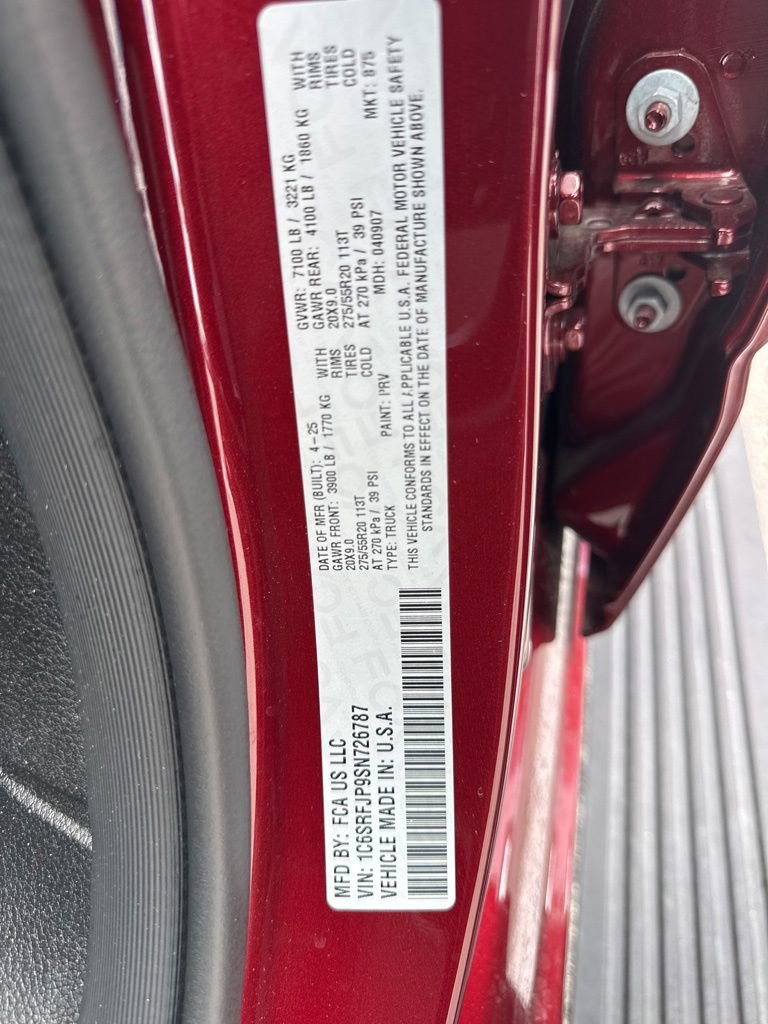 MFD BY: FCA US LLC
VIN: 1C6SRFJP9SN726787
VEHICLE MADE IN: U.S.A.
DATE OF MFR (BUILT): 4-25
GAWR FRONT: 3900 LB / 1770 KG WITH
20X9.0 RIMS
275/55R20 113T TIRES
AT 270 kPa / 39 PSI COLD
TYPE: TRUCK PAINT: PRV
GVWR: 7100 LB / 3221 KG
GAWR REAR: 4100 LB / 1860 KG WITH
20X9.0 RIMS
275/55R20 113T TIRES
AT 270 kPa / 39 PSI COLD
MDH: 040907 MKT: 875
THIS VEHICLE CONFORMS TO ALL APPLICABLE U.S.A. FEDERAL MOTOR VEHICLE SAFETY
STANDARDS IN EFFECT ON THE DATE OF MANUFACTURE SHOWN ABOVE.